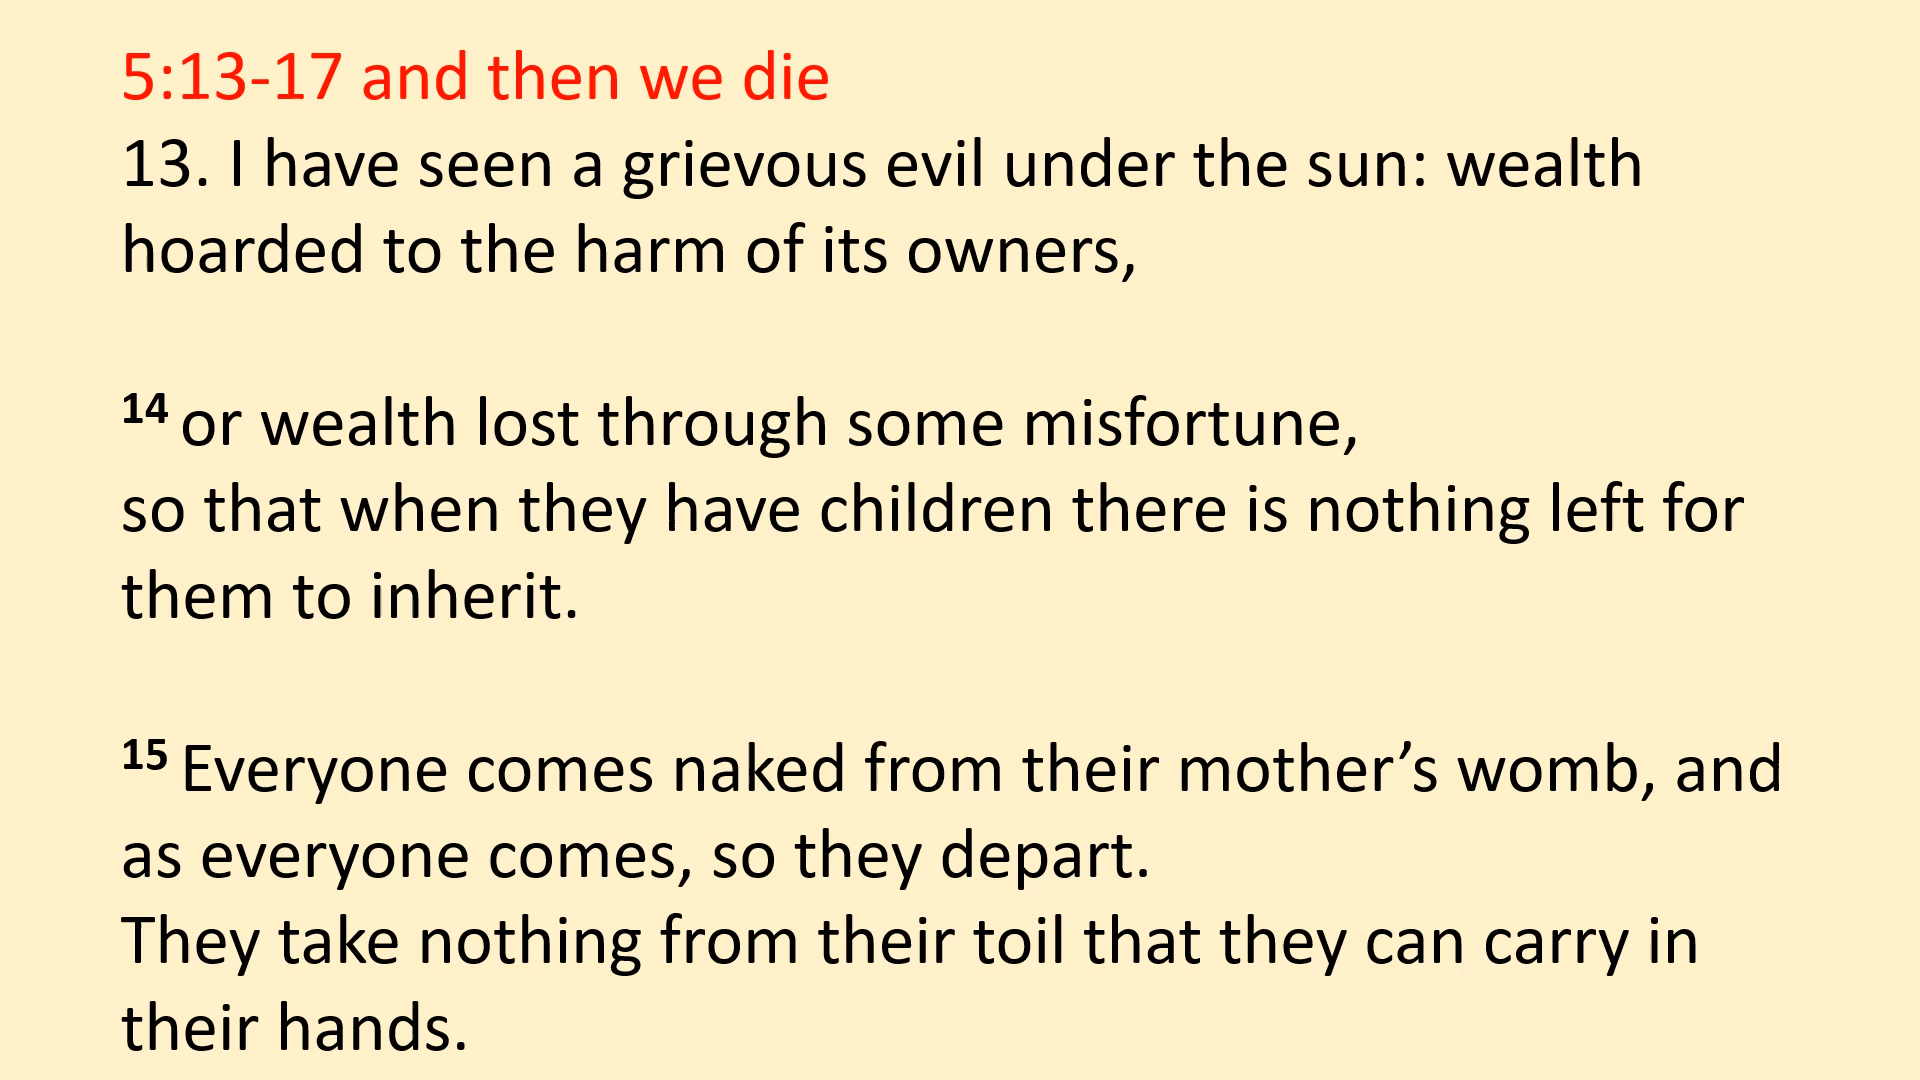 5:13-17 and then we die
13. I have seen a grievous evil under the sun: wealth
hoarded to the harm of its owners,
14 or wealth lost through some misfortune,
so that when they have children there is nothing left for
them to inherit.
15 Everyone comes naked from their mother’s womb, and
as everyone comes, so they depart.
They take nothing from their toil that they can carry in
their hands.